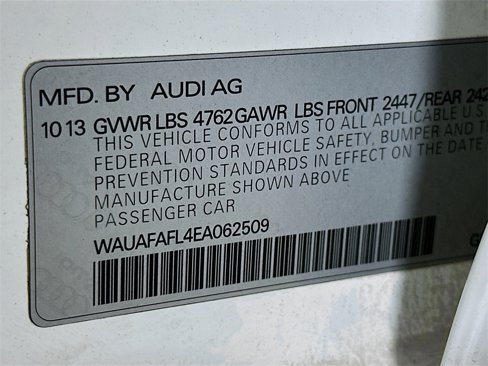 MFD. BY AUDI AG
10 13 GVWR LBS 4762 GAWR LBS FRONT 2447/REAR 242
THIS VEHICLE CONFORMS TO ALL APPLICABLE U S
FEDERAL MOTOR VEHICLE SAFETY, BUMPER AND
PREVENTION STANDARDS IN EFFECT ON THE DATE
MANUFACTURE SHOWN ABOVE
PASSENGER CAR
WAUAFAFL4EA062509